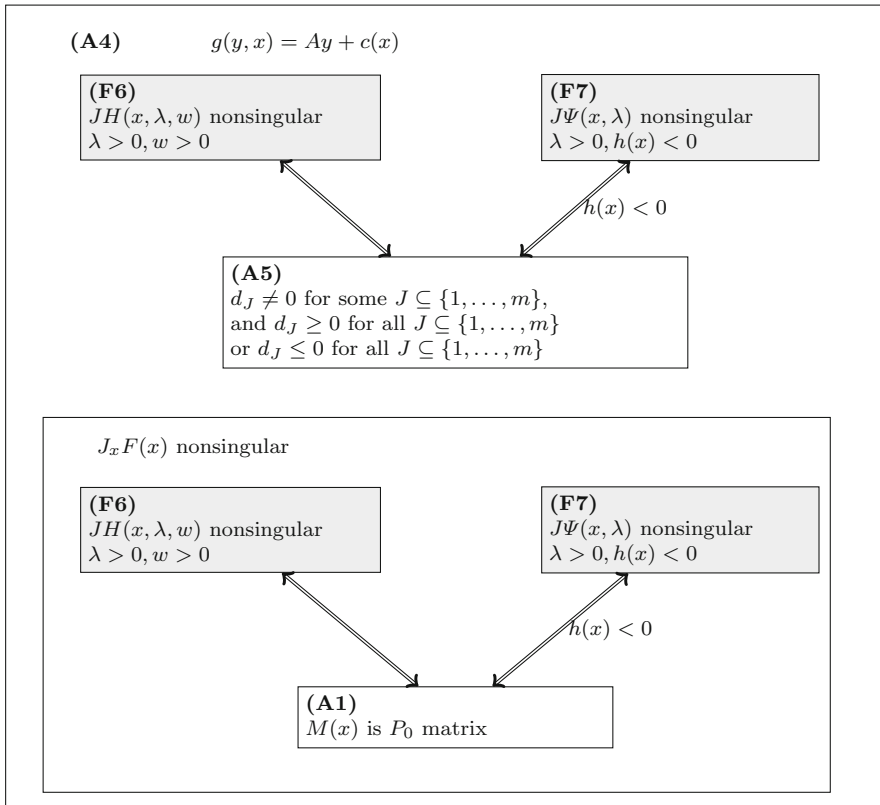 (A4) g(y, x) = Ay + c(x)
(F6)
JH(x, λ, w) nonsingular
λ > 0, w > 0
(F7)
JΨ(x, λ) nonsingular
λ > 0, h(x) < 0
h(x) < 0
(A5)
d_J ≠ 0 for some J ⊆ {1, . . . , m},
and d_J ≥ 0 for all J ⊆ {1, . . . , m}
or d_J ≤ 0 for all J ⊆ {1, . . . , m}
J_xF(x) nonsingular
(F6)
JH(x, λ, w) nonsingular
λ > 0, w > 0
(F7)
JΨ(x, λ) nonsingular
λ > 0, h(x) < 0
h(x) < 0
(A1)
M(x) is P_0 matrix